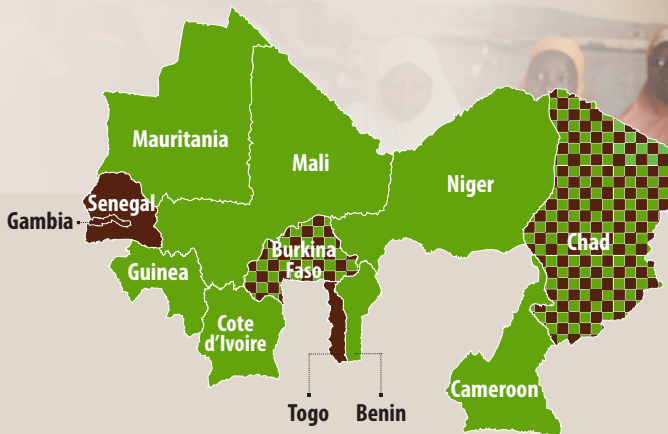 Mauritania
Mali
Niger
Senegal
Gambia
Chad
Burkina
Faso
Guinea
Cote
d'Ivoire
Cameroon
Togo
Benin